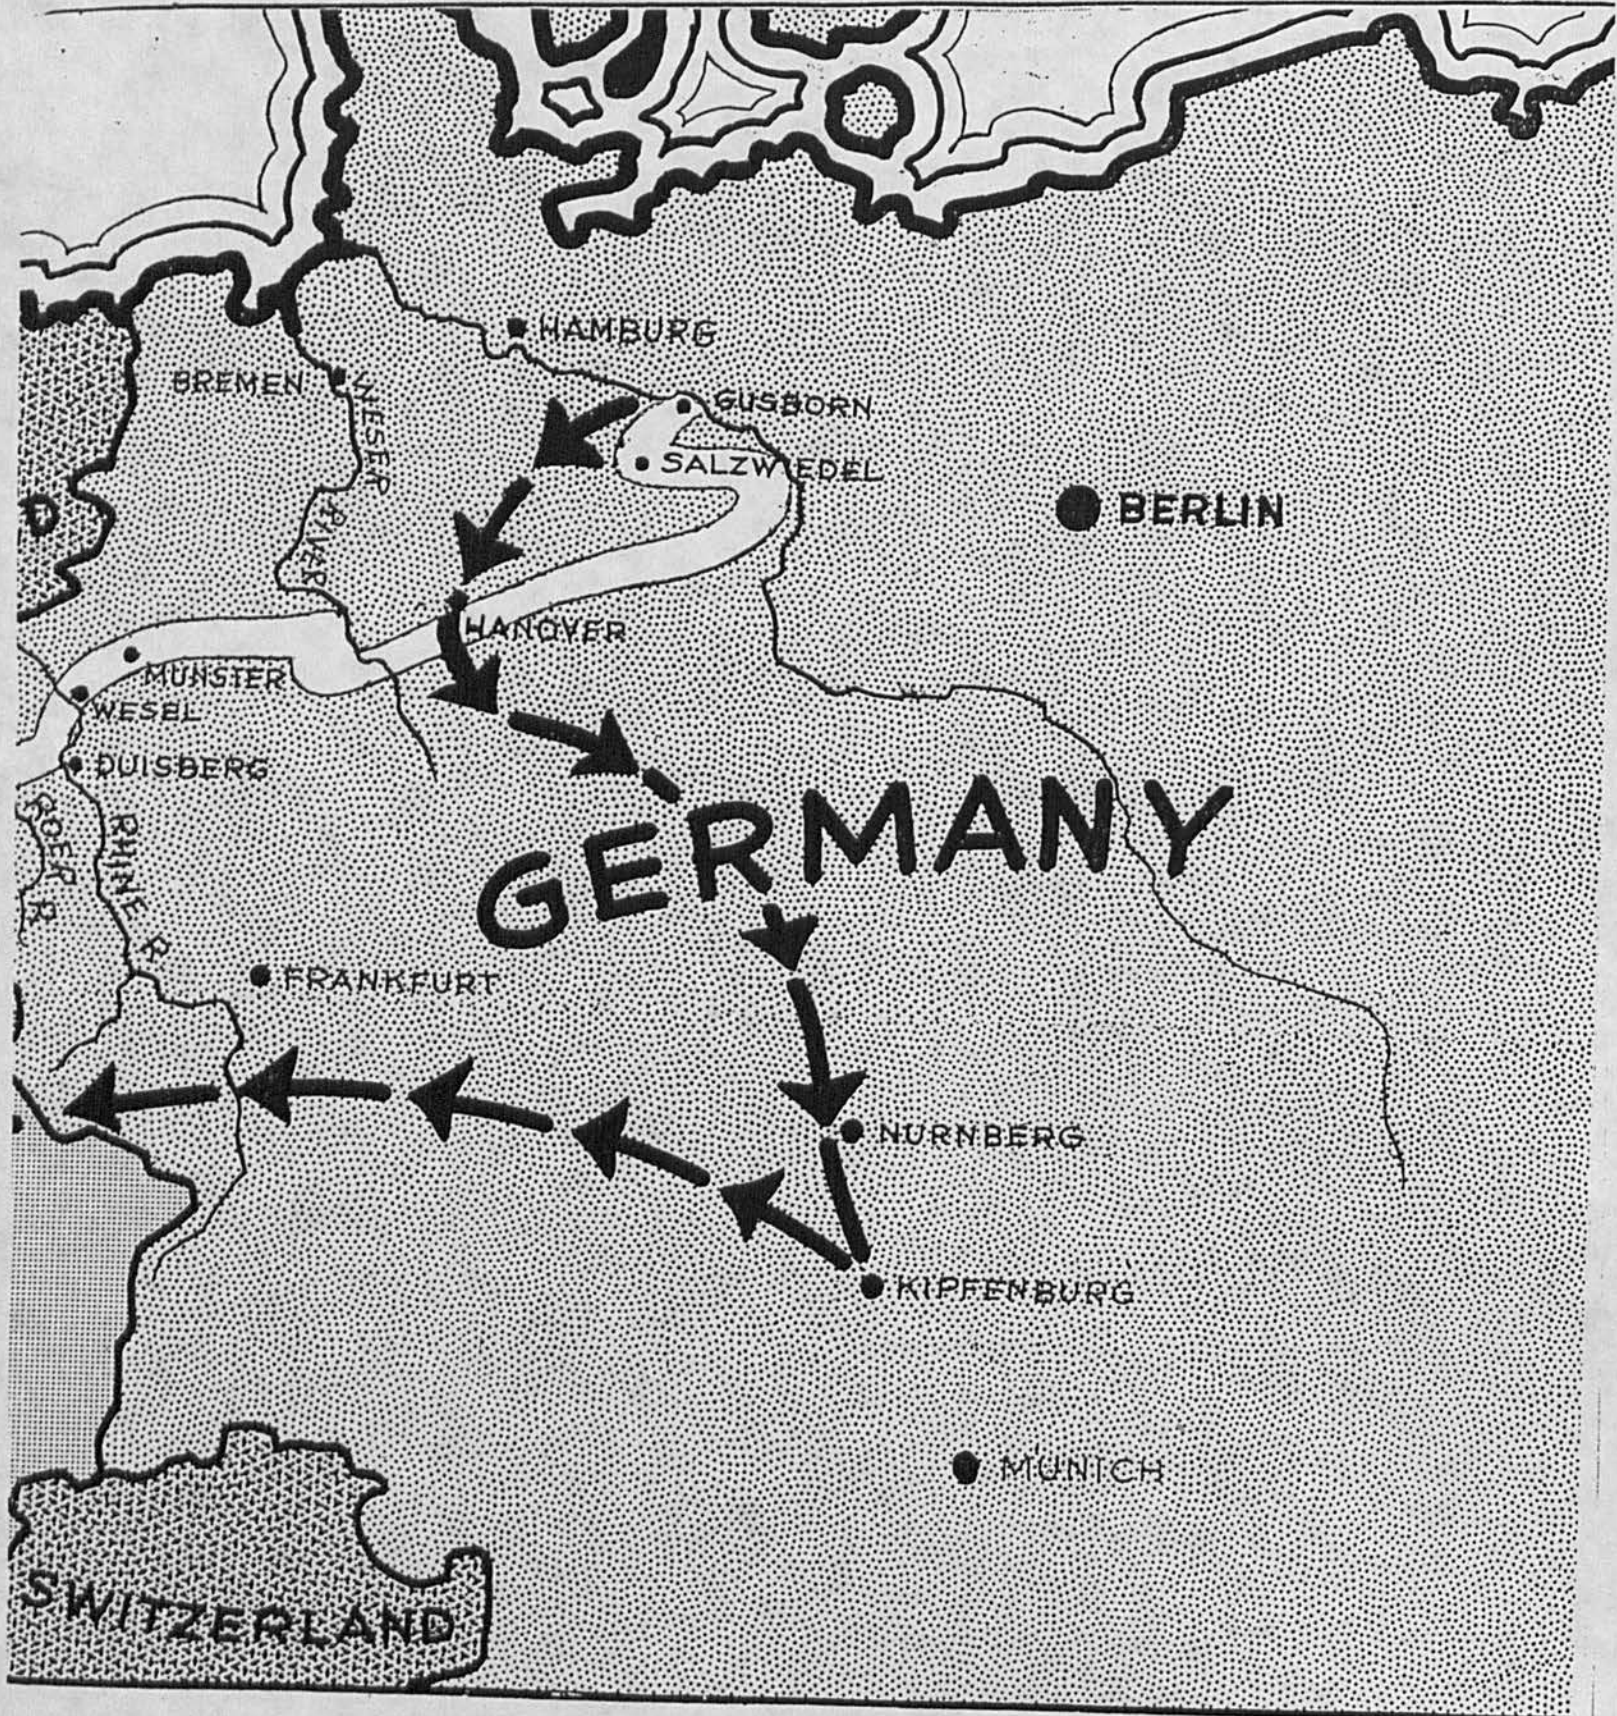 HAMBURG
BREMEN
WESER
RIVER
GUSBORN
SALZWEDEL
D
BERLIN
HANOVER
MUNSTER
WESEL
DUISBERG
ROER R
RHINE R
GERMANY
FRANKFURT
NURNBERG
KIPFENBURG
MUNICH
SWITZERLAND